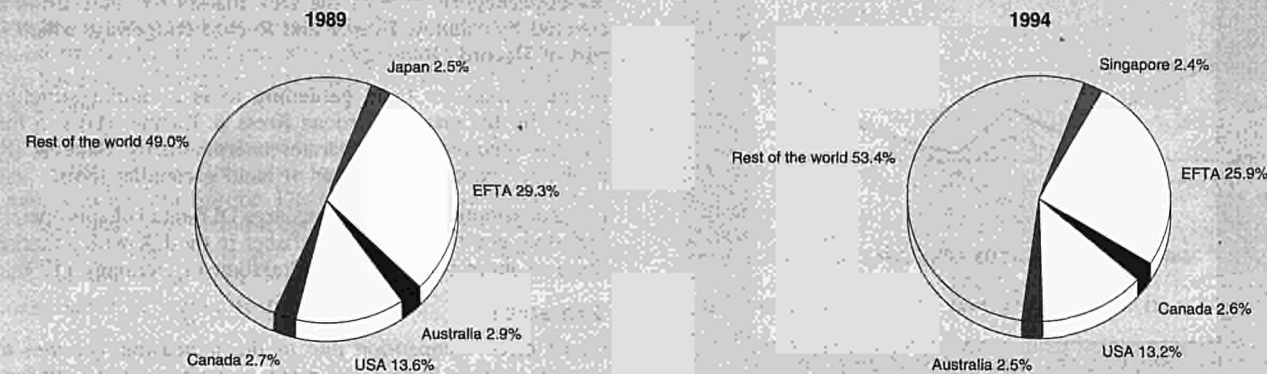 1989
Japan 2.5%
Rest of the world 49.0%
EFTA 29.3%
Australia 2.9%
USA 13.6%
Canada 2.7%
1994
Singapore 2.4%
Rest of the world 53.4%
EFTA 25.9%
Canada 2.6%
USA 13.2%
Australia 2.5%